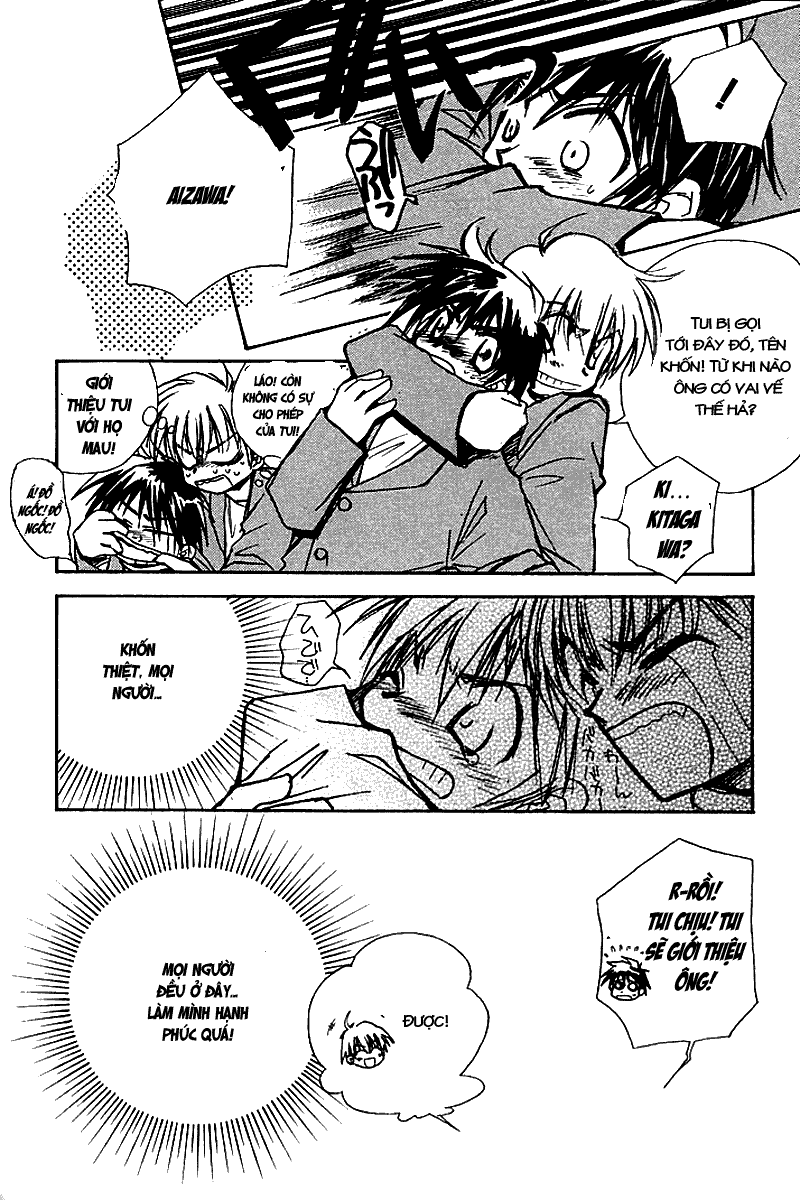 !
AIZAWA!
うぷっ
TUI BỊ GỌI
TỚI ĐÂY ĐÓ, TÊN
KHỐN! TỪ KHI NÀO
ÔNG CÓ VAI VẾ
THẾ HẢ?
KI...
KITAGA
WA?
LÁO! CÒN
KHÔNG CÓ SỰ
CHO PHÉP
CỦA TUI!
GIỚI
THIỆU TUI
VỚI HỌ
MAU!
Á! ĐỒ
NGỐC! ĐỒ
NGỐC!
KHỐN
THIỆT, MỌI
NGƯỜI...
R-RỒI!
TUI CHỊU! TUI
SẼ GIỚI THIỆU
ÔNG!
MỌI NGƯỜI
ĐỀU Ở ĐÂY...
LÀM MÌNH HẠNH
PHÚC QUÁ!
ĐƯỢC!